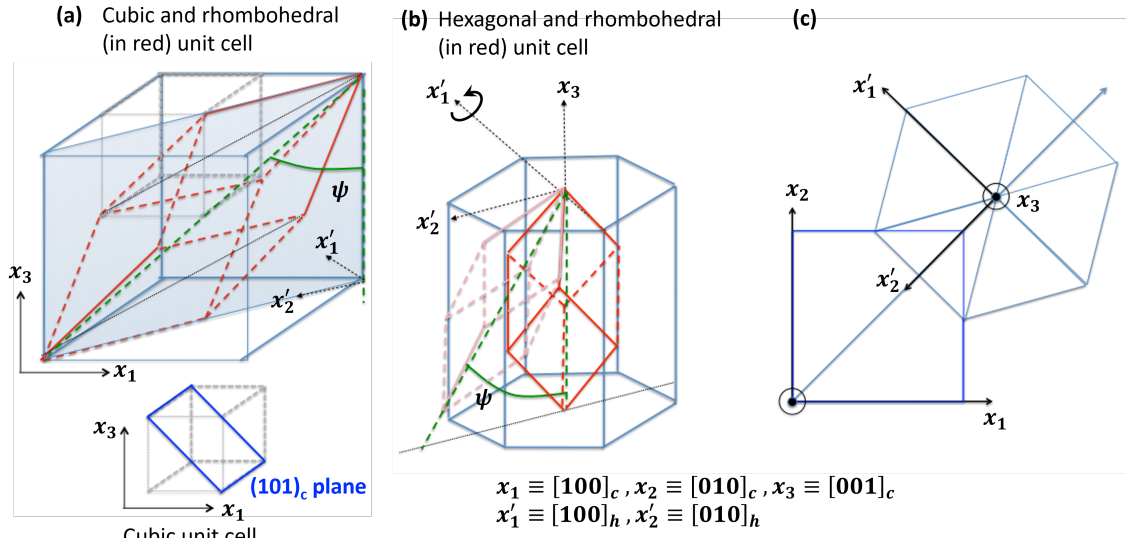 (a) Cubic and rhombohedral
(in red) unit cell
(b) Hexagonal and rhombohedral
(in red) unit cell
(c)
ψ
x′₁
x′₂
x₃
x₁
x₃
(101)c plane
x₁
Cubic unit cell
x′₁
x₃
x′₂
ψ
x′₁
x₂
x₃
x′₂
x₁
x₁ ≡ [100]c , x₂ ≡ [010]c, x₃ ≡ [001]c
x′₁ ≡ [100]h , x′₂ ≡ [010]h